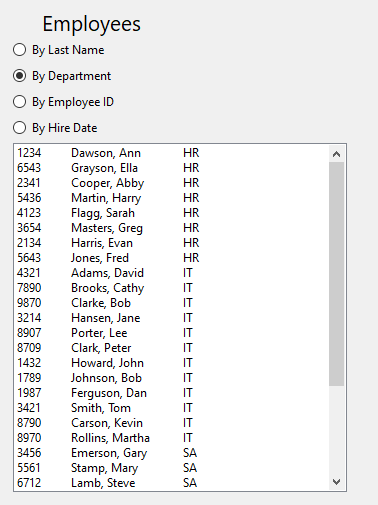 Employees
By Last Name
By Department
By Employee ID
By Hire Date
1234 Dawson, Ann HR
6543 Grayson, Ella HR
2341 Cooper, Abby HR
5436 Martin, Harry HR
4123 Flagg, Sarah HR
3654 Masters, Greg HR
2134 Harris, Evan HR
5643 Jones, Fred HR
4321 Adams, David IT
7890 Brooks, Cathy IT
9870 Clarke, Bob IT
3214 Hansen, Jane IT
8907 Porter, Lee IT
8709 Clark, Peter IT
1432 Howard, John IT
1789 Johnson, Bob IT
1987 Ferguson, Dan IT
3421 Smith, Tom IT
8790 Carson, Kevin IT
8970 Rollins, Martha IT
3456 Emerson, Gary SA
5561 Stamp, Mary SA
6712 Lamb, Steve SA